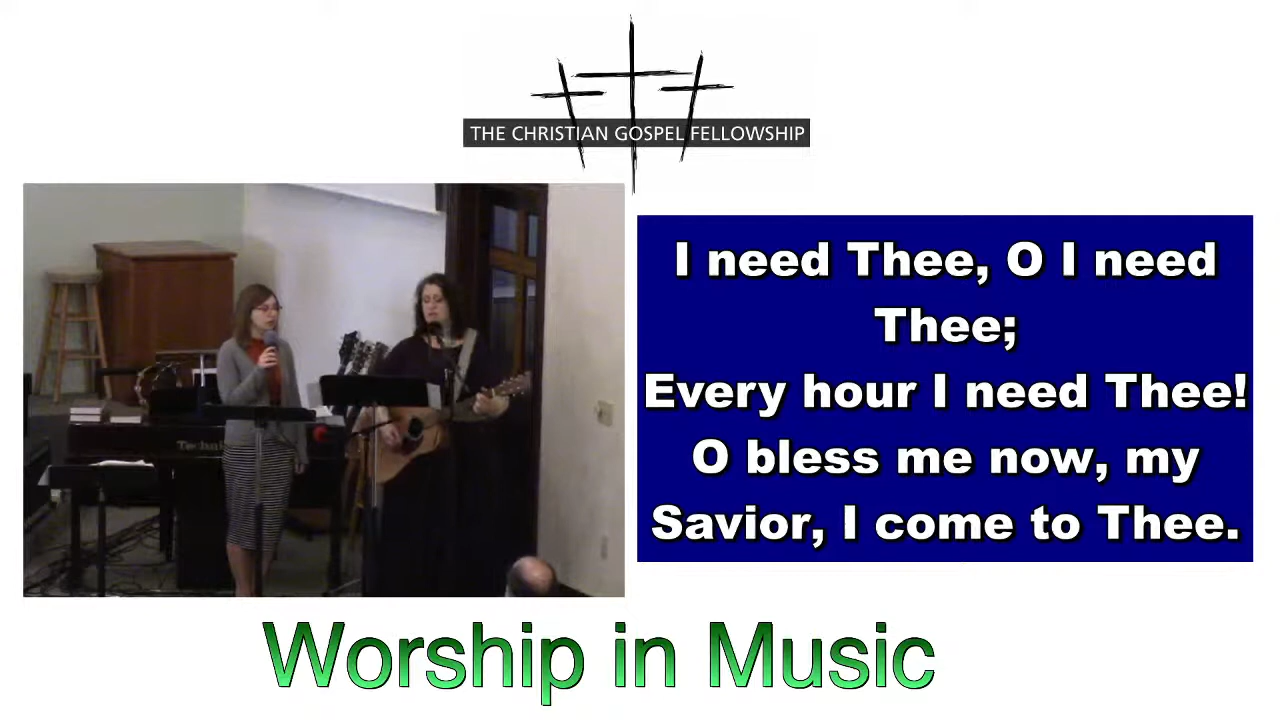 THE CHRISTIAN GOSPEL FELLOWSHIP
I need Thee, O I need
Thee;
Every hour I need Thee!
O bless me now, my
Savior, I come to Thee.
Technics
Worship in Music